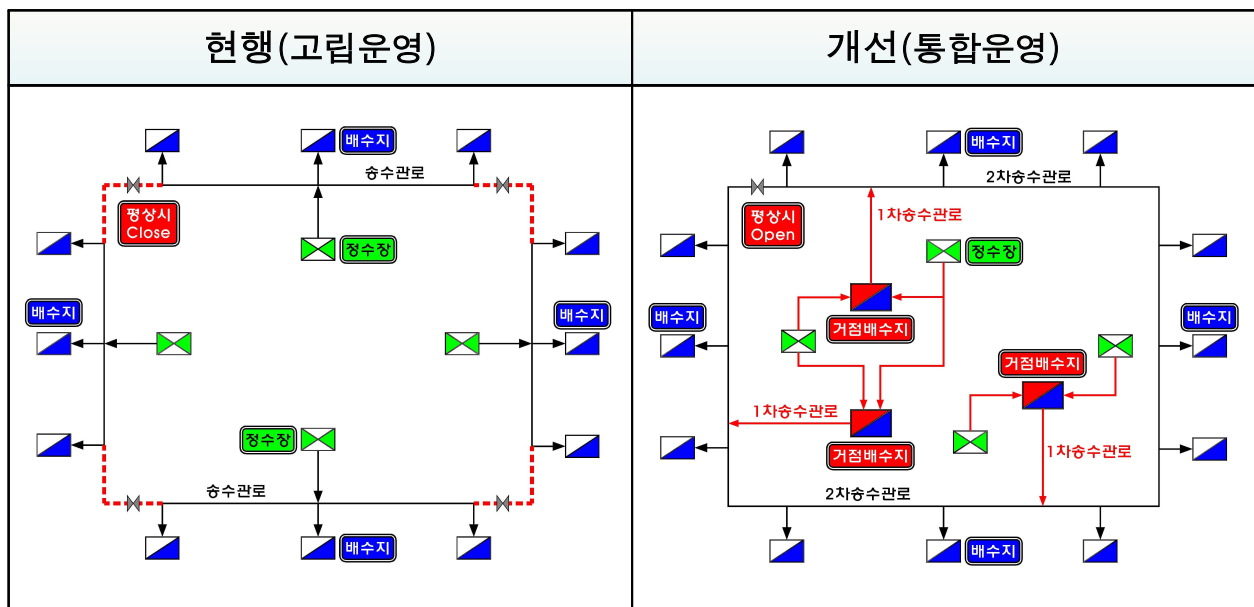 현행(고립운영)
개선(통합운영)
배수지
송수관로
평상시
Close
정수장
배수지
배수지
정수장
송수관로
배수지
배수지
2차송수관로
평상시
Open
1차송수관로
정수장
배수지
거점배수지
배수지
거점배수지
1차송수관로
거점배수지
1차송수관로
2차송수관로
배수지